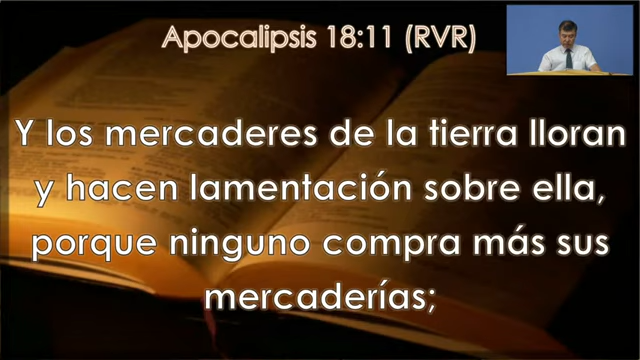 Apocalipsis 18:11 (RVR)
Y los mercaderes de la tierra lloran
y hacen lamentación sobre ella,
porque ninguno compra más sus
mercaderías;